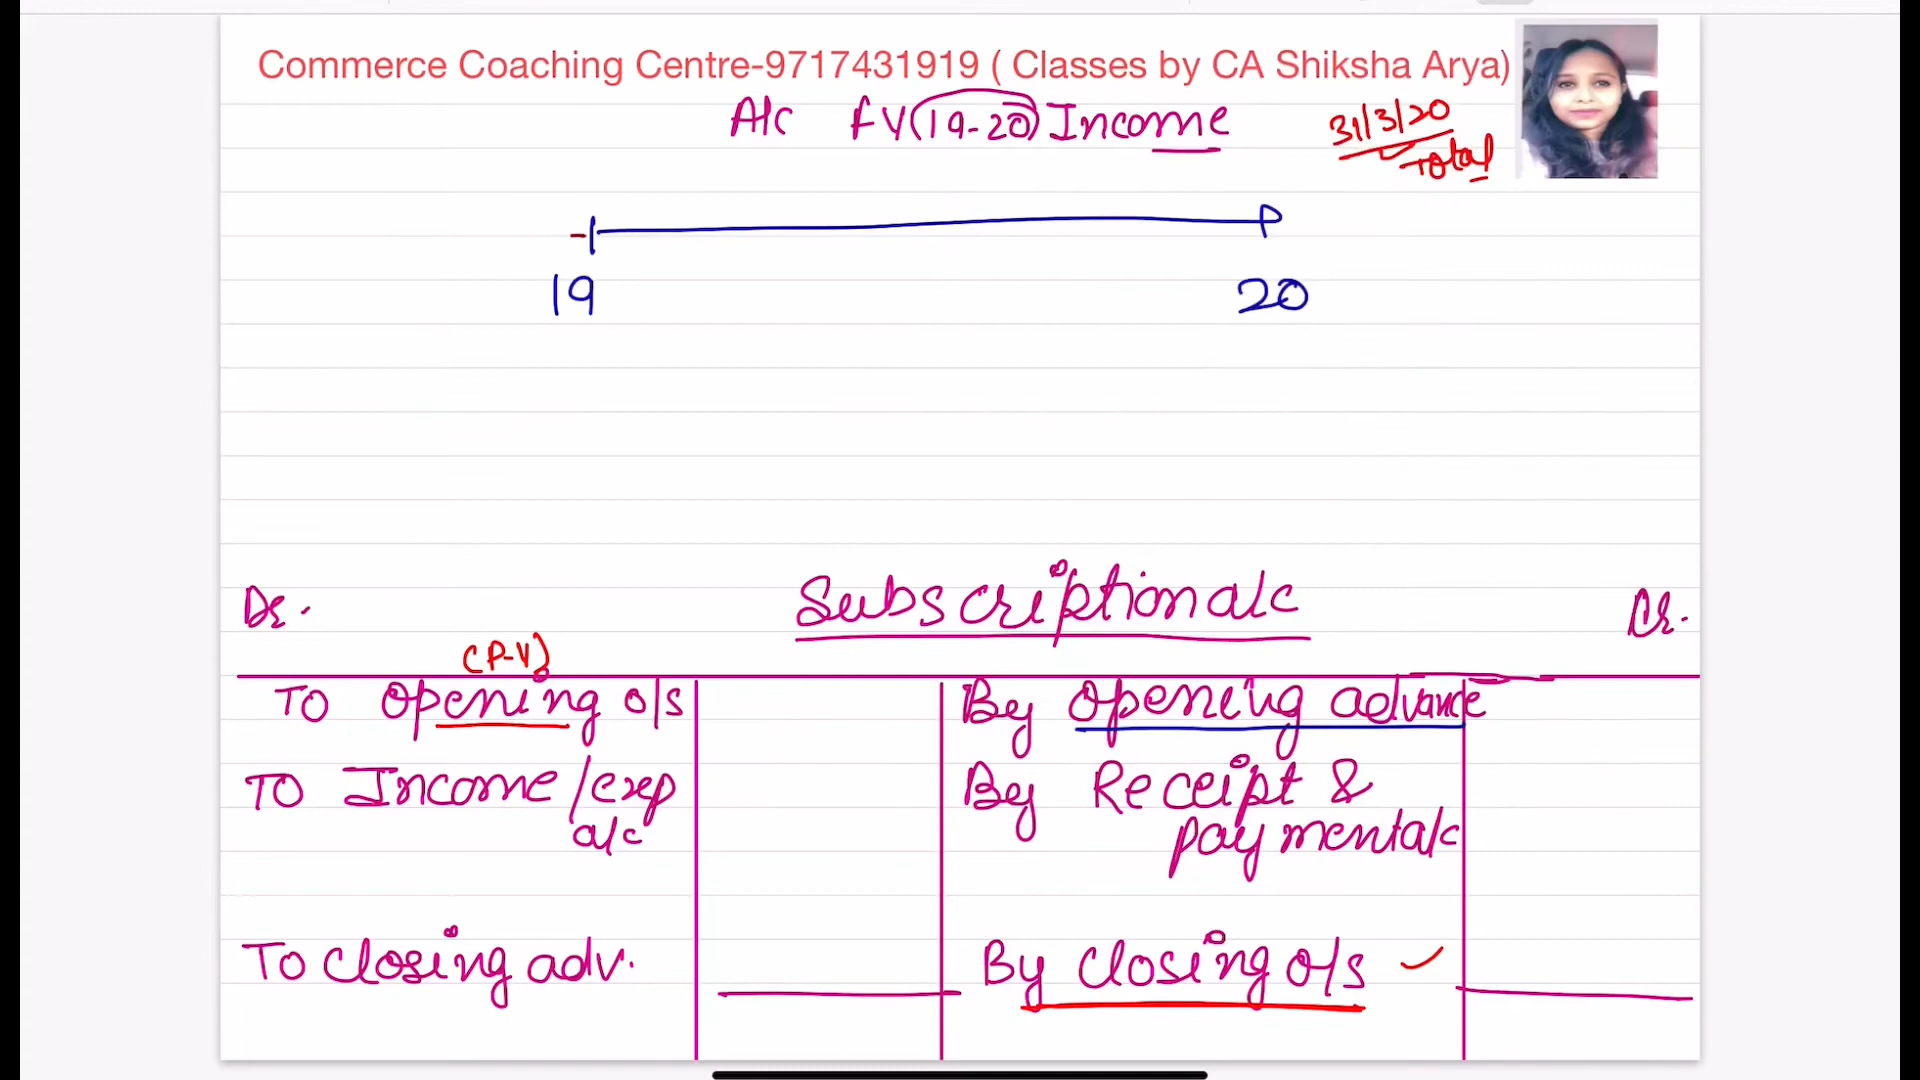 Commerce Coaching Centre-9717431919 ( Classes by CA Shiksha Arya)
A/c FY(19-20) Income
31/3/20
Total
19
20
Dr.
Subscription a/c
Cr.
(P-Y)
To Opening o/s
By Opening advance
To Income/exp
a/c
By Receipt &
payment a/c
To closing adv.
By closing o/s